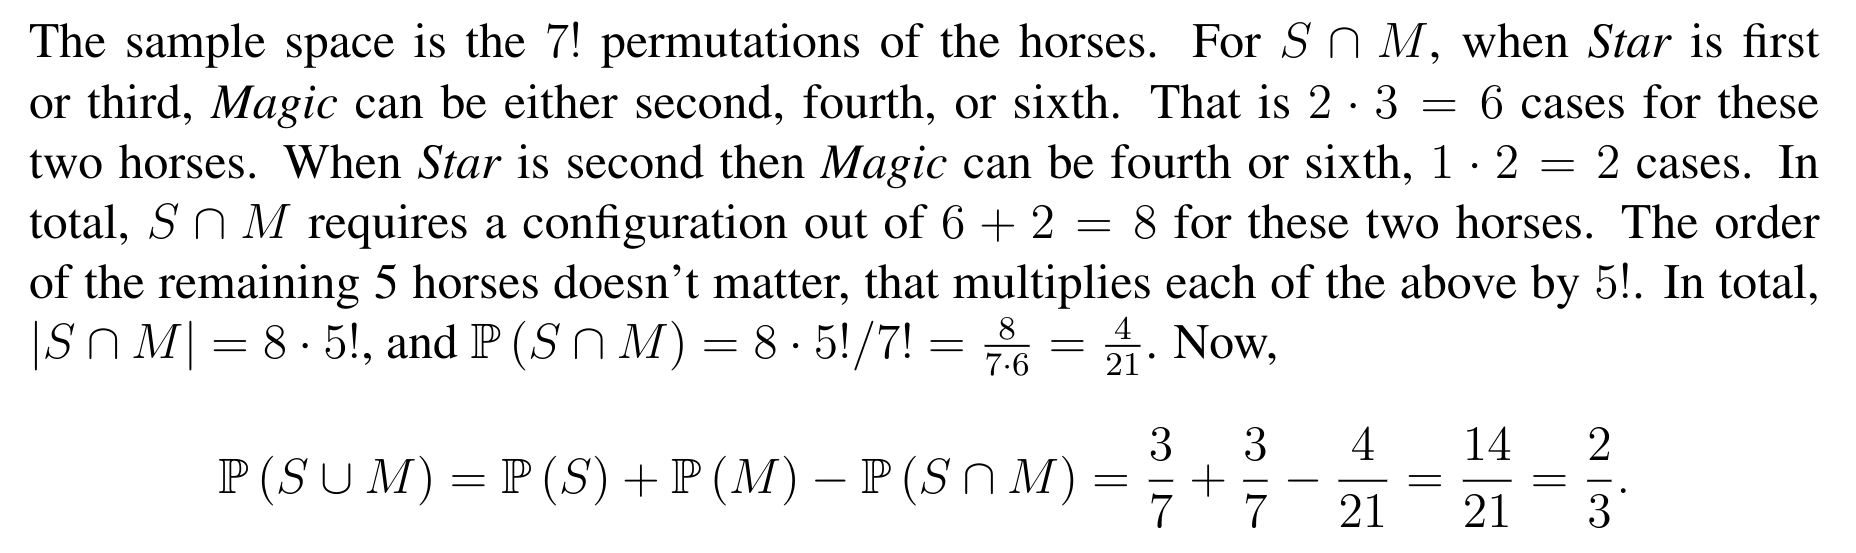 The sample space is the 7! permutations of the horses. For S ∩ M, when Star is first
or third, Magic can be either second, fourth, or sixth. That is 2 · 3 = 6 cases for these
two horses. When Star is second then Magic can be fourth or sixth, 1 · 2 = 2 cases. In
total, S ∩ M requires a configuration out of 6 + 2 = 8 for these two horses. The order
of the remaining 5 horses doesn’t matter, that multiplies each of the above by 5!. In total,
|S ∩ M| = 8 · 5!, and ℙ (S ∩ M) = 8 · 5!/7! = 8/7·6 = 4/21. Now,
ℙ (S ∪ M) = ℙ (S) + ℙ (M) − ℙ (S ∩ M) = 3/7 + 3/7 − 4/21 = 14/21 = 2/3.